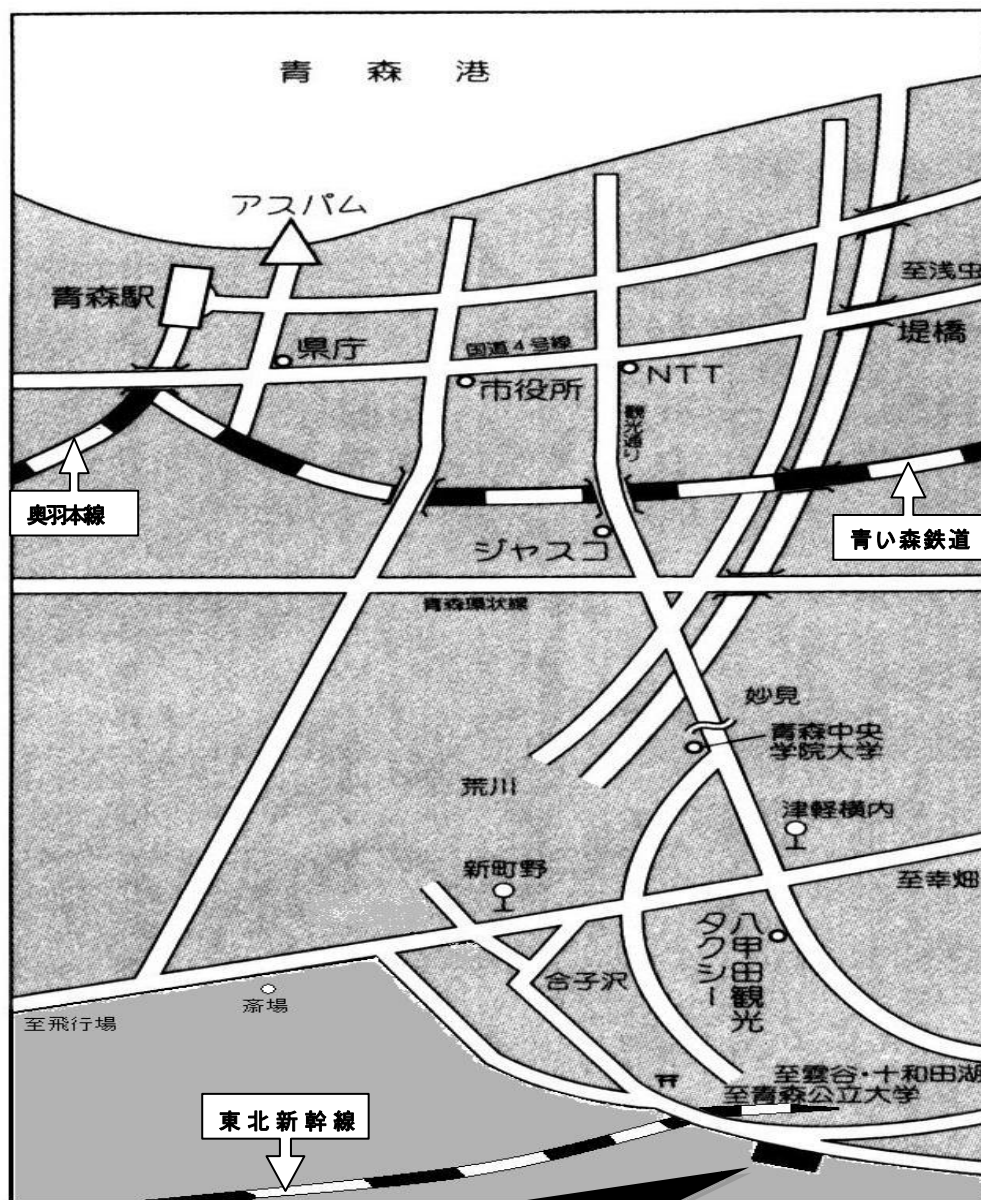 青森港
アスパム
青森駅
至浅虫
堤橋
県庁
国道4号線
市役所
NTT
観光通り
奥羽本線
ジャスコ
青い森鉄道
青森環状線
妙見
青森中央
学院大学
荒川
津軽横内
新町野
至幸畑
八甲田観光
タクシー
合子沢
斎場
至飛行場
至雲谷・十和田湖
至青森公立大学
東北新幹線